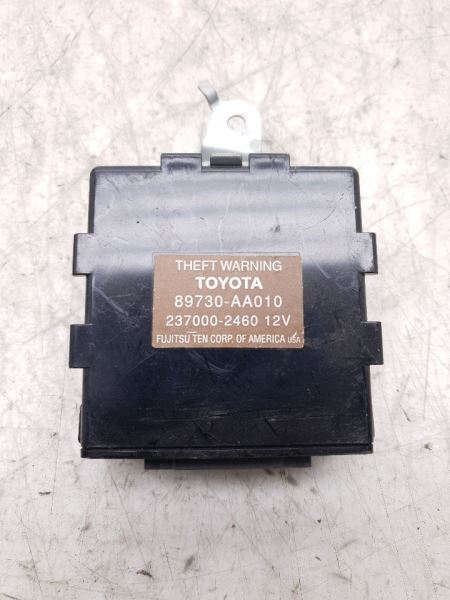 THEFT WARNING
TOYOTA
89730-AA010
237000-2460 12V
FUJITSU TEN CORP. OF AMERICA USA